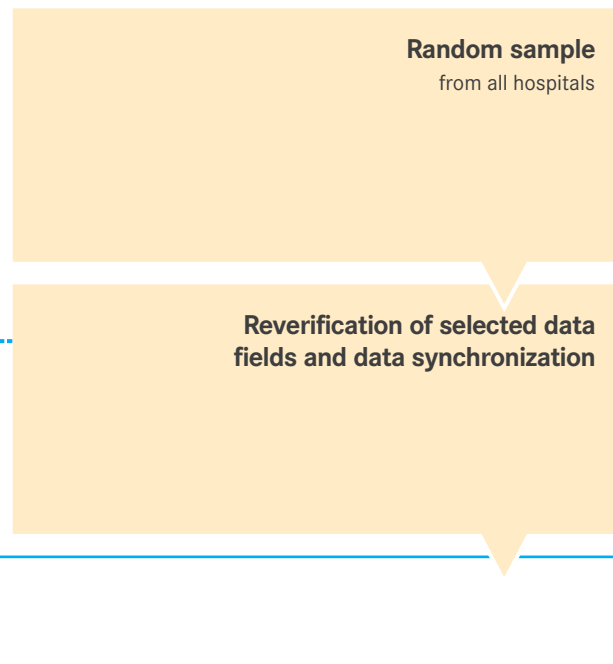 Random sample
from all hospitals
Reverification of selected data
fields and data synchronization